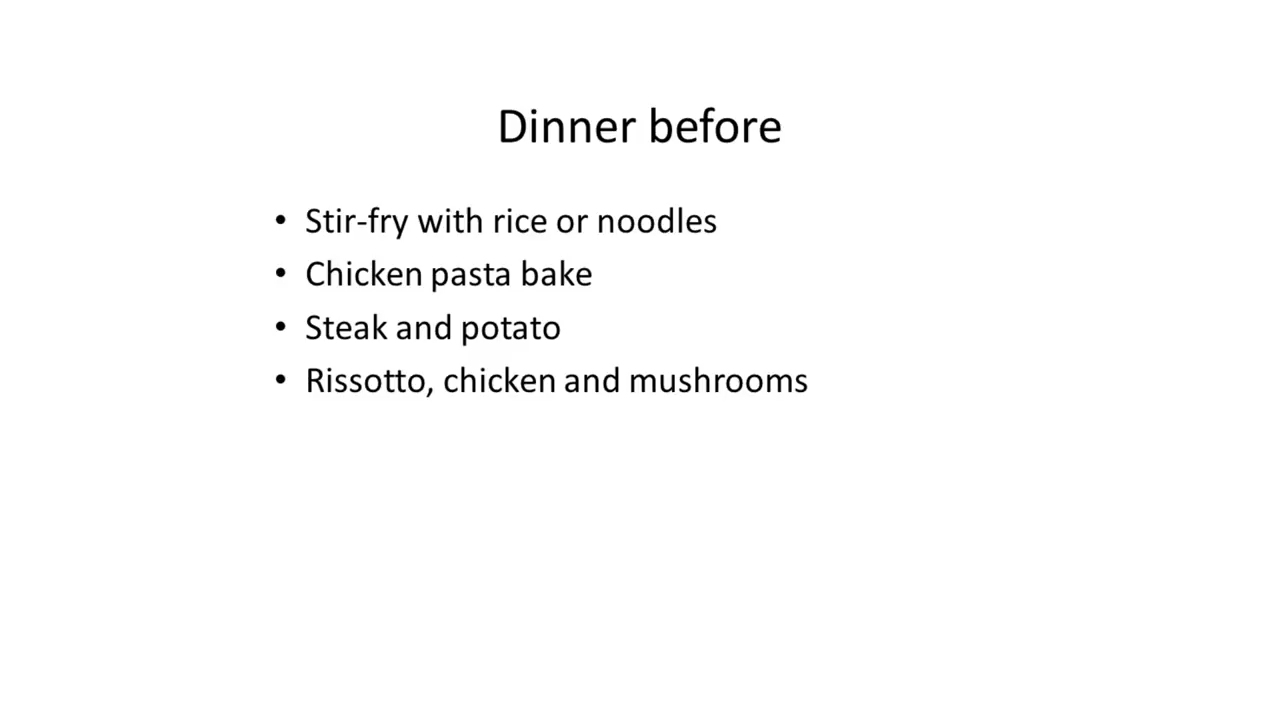 Dinner before
• Stir-fry with rice or noodles
• Chicken pasta bake
• Steak and potato
• Rissotto, chicken and mushrooms